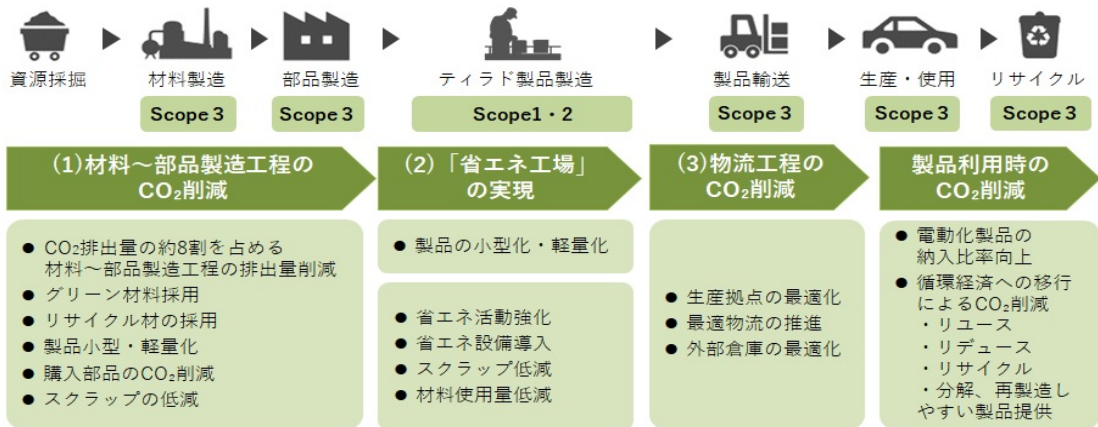 資源採掘
材料製造
部品製造
ティラド製品製造
製品輸送
生産・使用
リサイクル
Scope 3
Scope 3
Scope1・2
Scope 3
Scope 3
Scope 3
(1)材料～部品製造工程の
CO₂削減
(2)「省エネ工場」
の実現
(3)物流工程の
CO₂削減
製品利用時の
CO₂削減
● CO₂排出量の約8割を占める
材料～部品製造工程の排出量削減
● グリーン材料採用
● リサイクル材の採用
● 製品小型・軽量化
● 購入部品のCO₂削減
● スクラップの低減
● 製品の小型化・軽量化
● 省エネ活動強化
● 省エネ設備導入
● スクラップ低減
● 材料使用量低減
● 生産拠点の最適化
● 最適物流の推進
● 外部倉庫の最適化
● 電動化製品の
納入比率向上
● 循環経済への移行
によるCO₂削減
・リユース
・リデュース
・リサイクル
・分解、再製造し
やすい製品提供